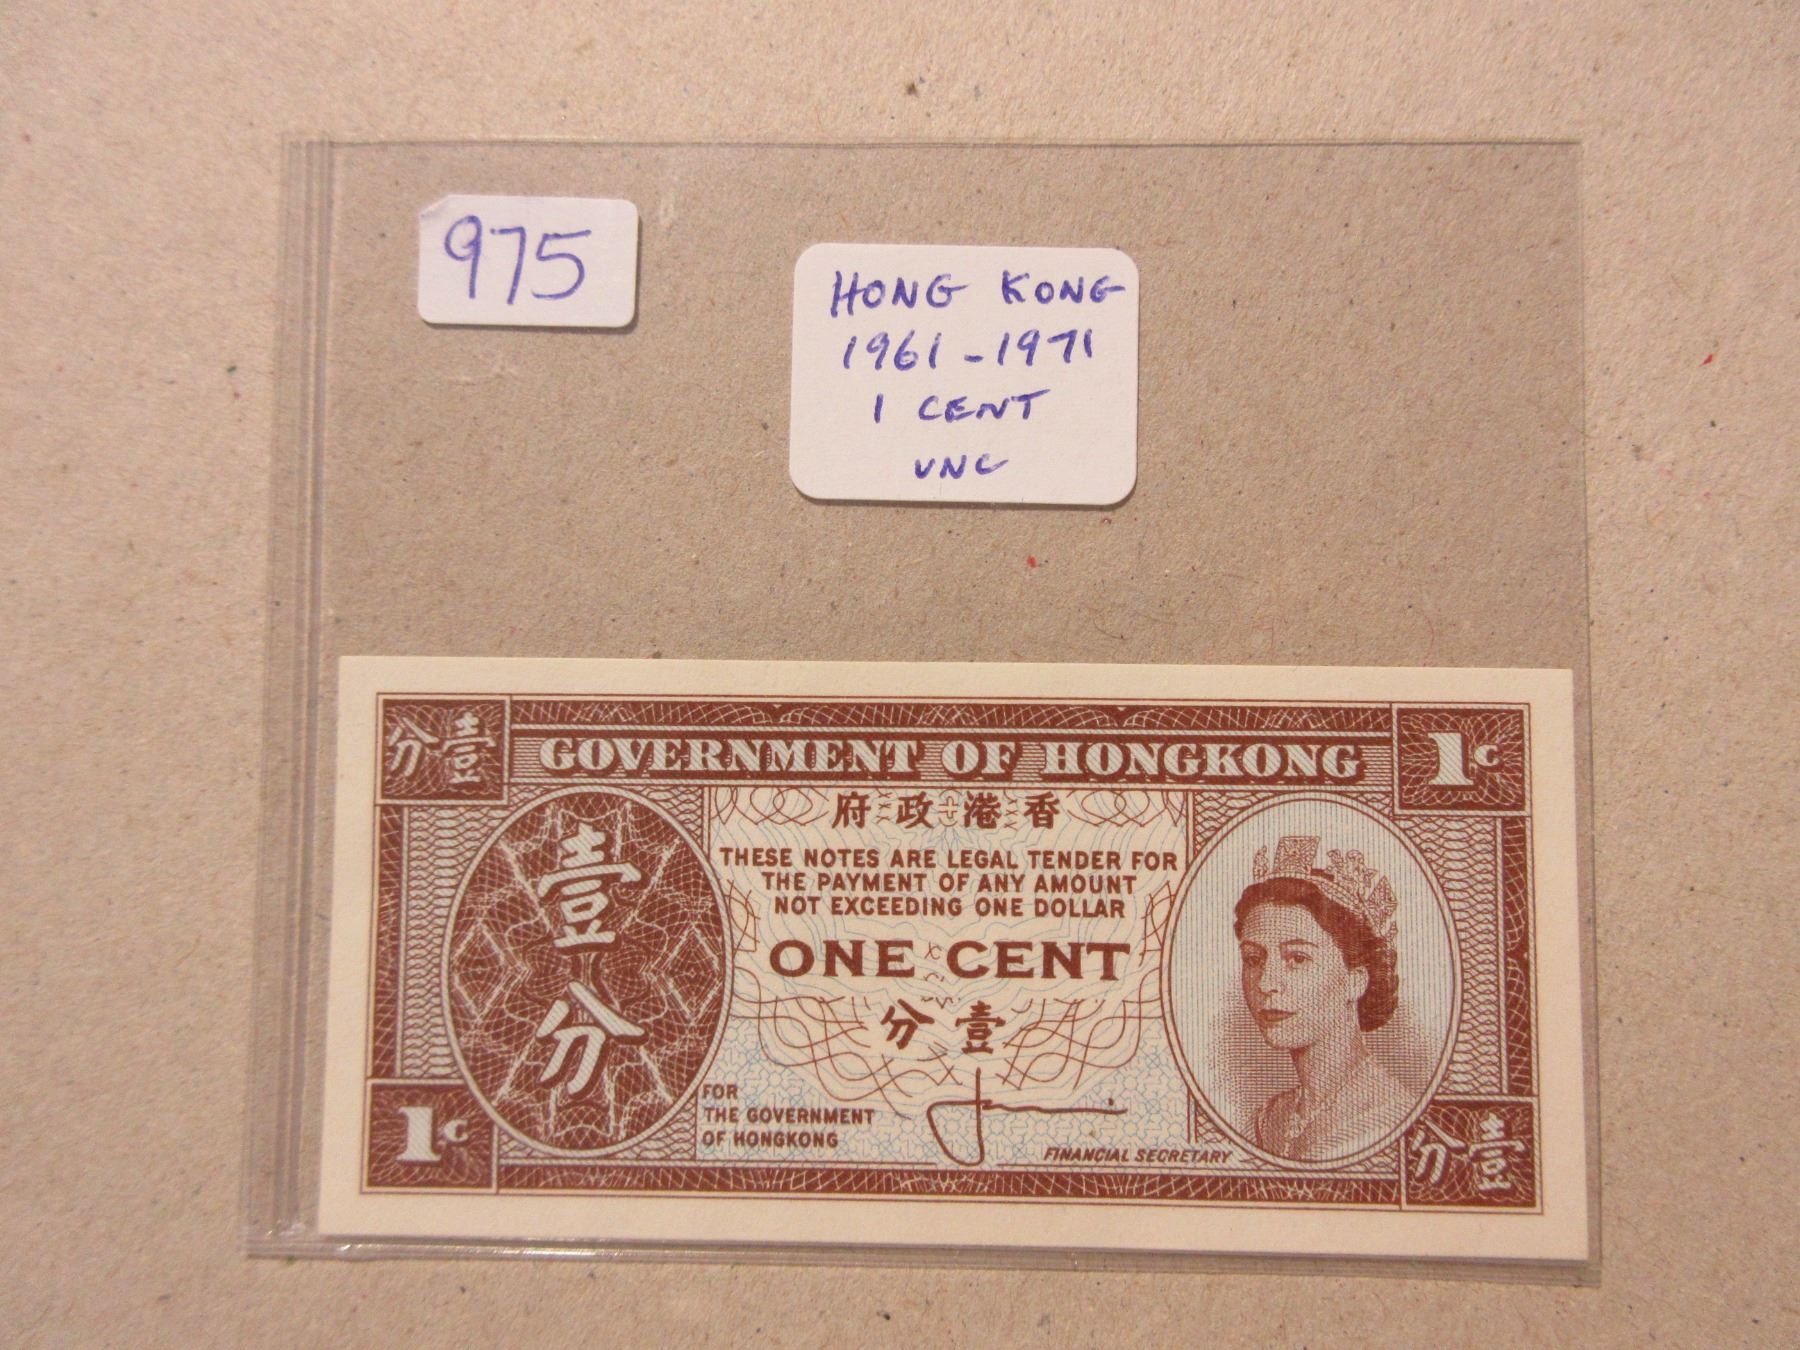 975
HONG KONG
1961-1971
1 CENT
UNC
分壹
GOVERNMENT OF HONGKONG
1c
府政港香
壹
分
THESE NOTES ARE LEGAL TENDER FOR
THE PAYMENT OF ANY AMOUNT
NOT EXCEEDING ONE DOLLAR
ONE CENT
分壹
FOR
THE GOVERNMENT
OF HONGKONG
FINANCIAL SECRETARY
1c
分壹